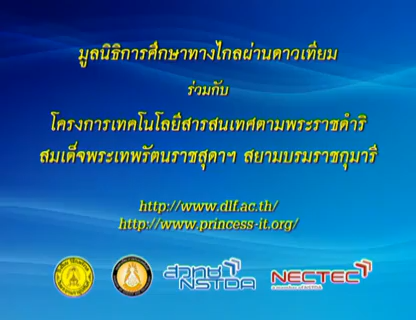 มูลนิธิการศึกษาทางไกลผ่านดาวเทียม
ร่วมกับ
โครงการเทคโนโลยีสารสนเทศตามพระราชดำริ
สมเด็จพระเทพรัตนราชสุดาฯ สยามบรมราชกุมารี
http://www.dlf.ac.th/
http://www.princess-it.org/
สวทช
NSTDA
NECTEC